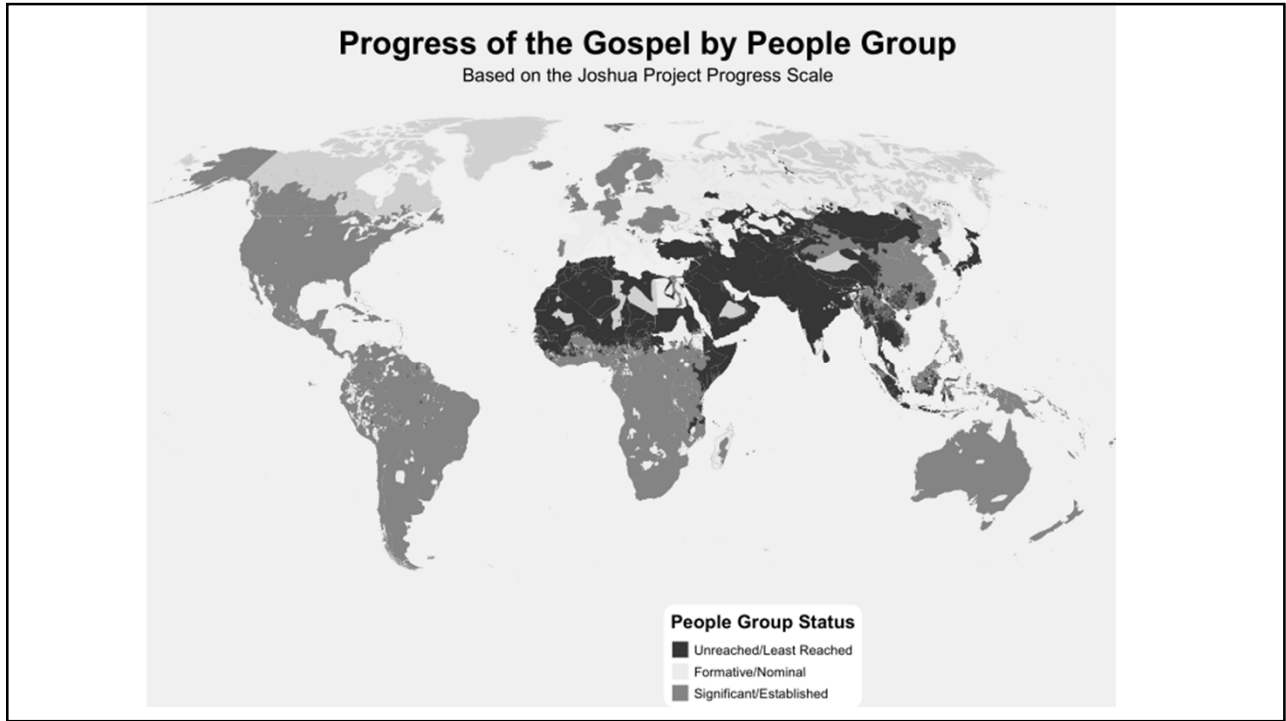 Progress of the Gospel by People Group
Based on the Joshua Project Progress Scale
People Group Status
Unreached/Least Reached
Formative/Nominal
Significant/Established